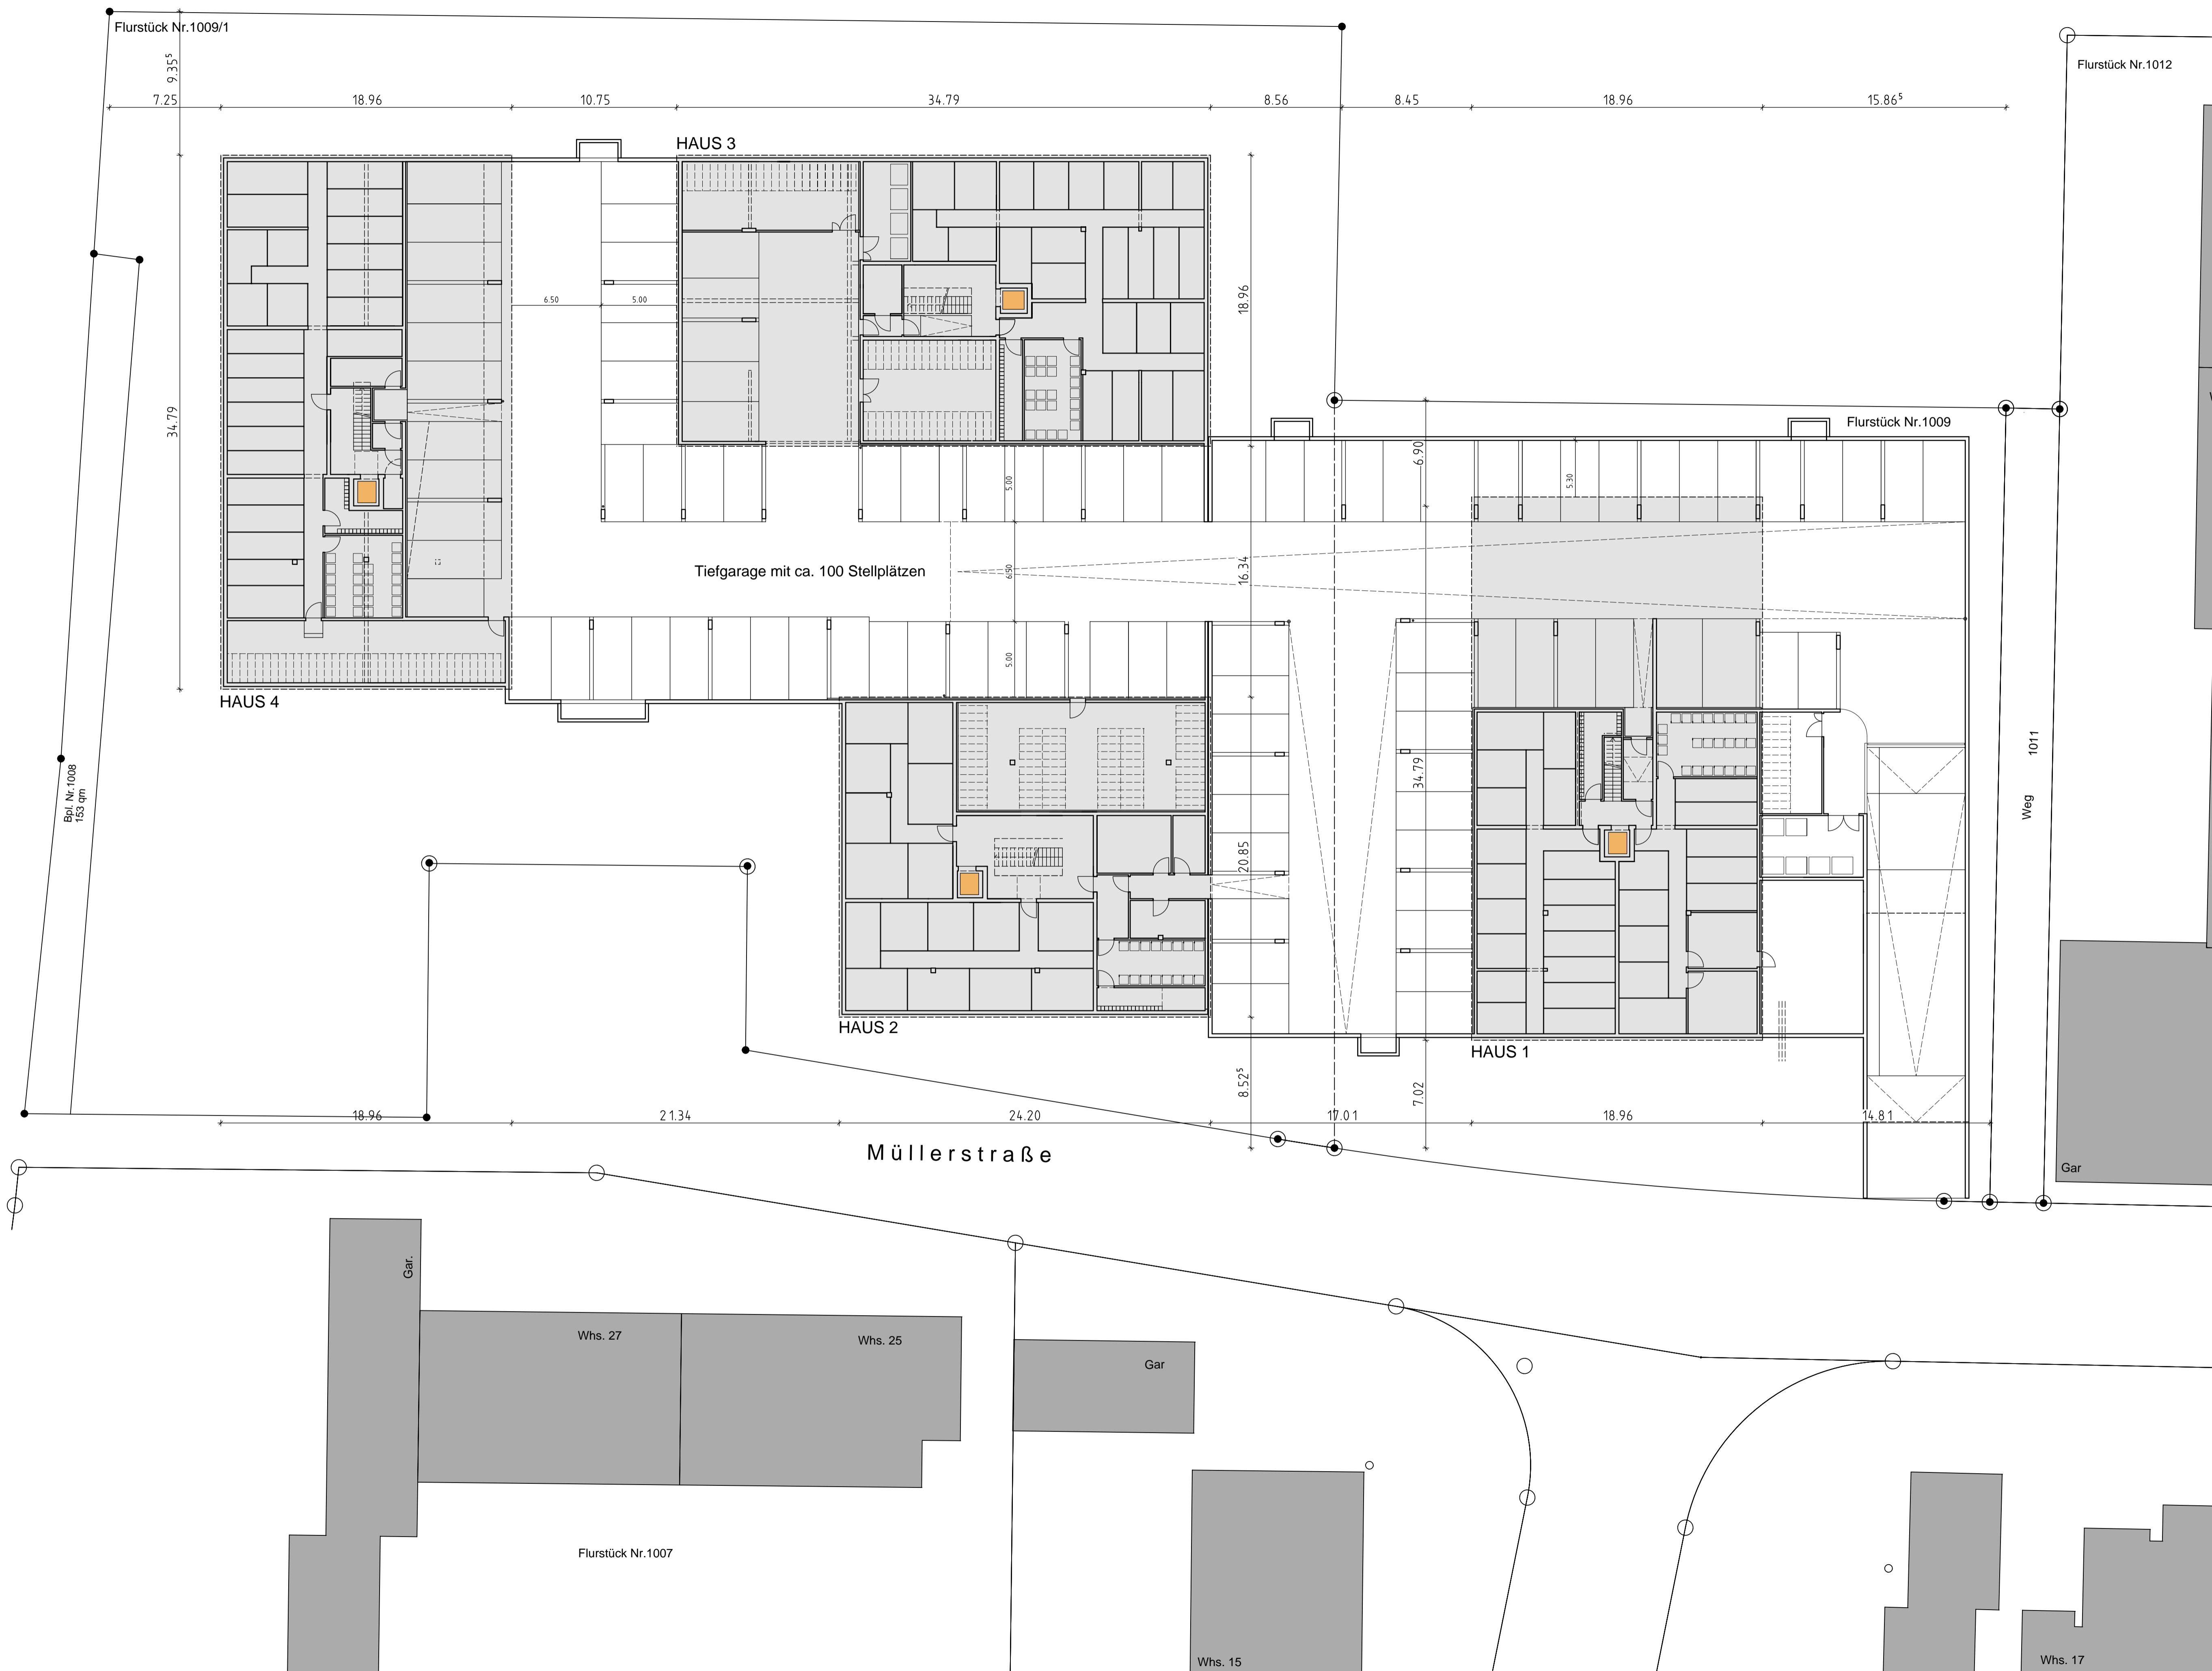 Flurstück Nr.1009/1
Flurstück Nr.1012
9.35⁵
7.25
18.96
10.75
34.79
8.56
8.45
18.96
15.86⁵
HAUS 3
6.50
5.00
18.96
34.79
Flurstück Nr.1009
6.90
5.00
5.30
Tiefgarage mit ca. 100 Stellplätzen
6.50
16.34
5.00
HAUS 4
Bpl. Nr.1008
153 qm
34.79
20.85
Weg
1011
HAUS 2
HAUS 1
8.52⁵
7.02
18.96
21.34
24.20
17.01
18.96
14.81
Müllerstraße
Gar
Gar.
Whs. 27
Whs. 25
Gar
Flurstück Nr.1007
Whs. 15
Whs. 17